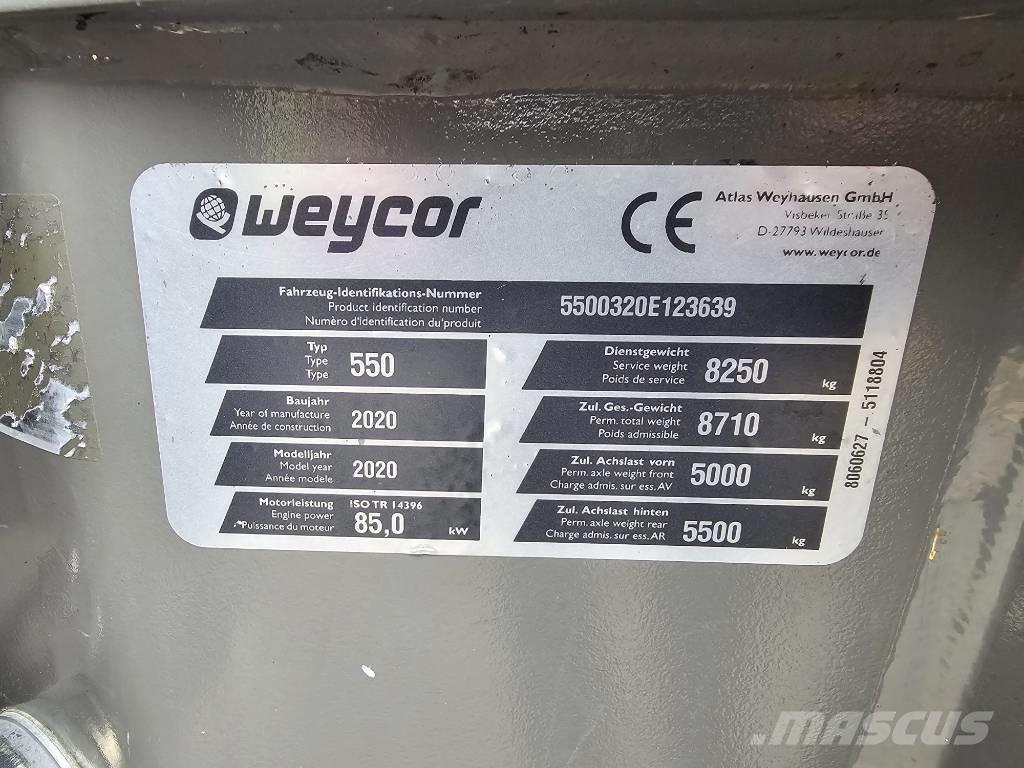 weycor
CE
Atlas Weyhausen GmbH
Visbeker Straße 35
D-27793 Wildeshausen
www.weycor.de
Fahrzeug-Identifikations-Nummer
Product identification number
Numèro d'Identification du produit
5500320E123639
Typ
Type
Type
550
Baujahr
Year of manufacture
Année de construction
2020
Modelljahr
Model year
Année modele
2020
Motorleistung ISO TR 14396
Engine power
Puissance du moteur
85,0 kW
Dienstgewicht
Service weight
Poids de service
8250 kg
Zul. Ges.-Gewicht
Perm. total weight
Poids admissible
8710 kg
Zul. Achslast vorn
Perm. axle weight front
Charge admis. sur ess. AV
5000 kg
Zul. Achslast hinten
Perm. axle weight rear
Charge admis. sur ess. AR
5500 kg
8060627 – 5118804
MASCUS